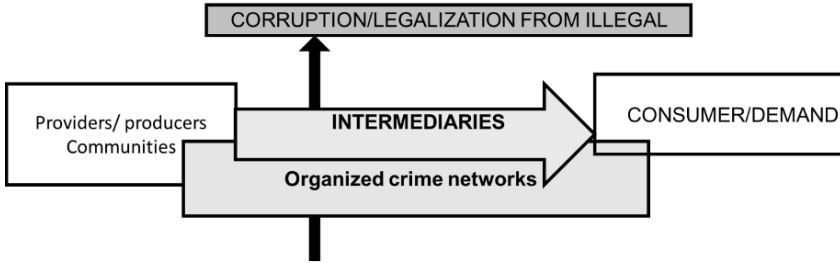 CORRUPTION/LEGALIZATION FROM ILLEGAL
Providers/ producers
Communities
INTERMEDIARIES
CONSUMER/DEMAND
Organized crime networks